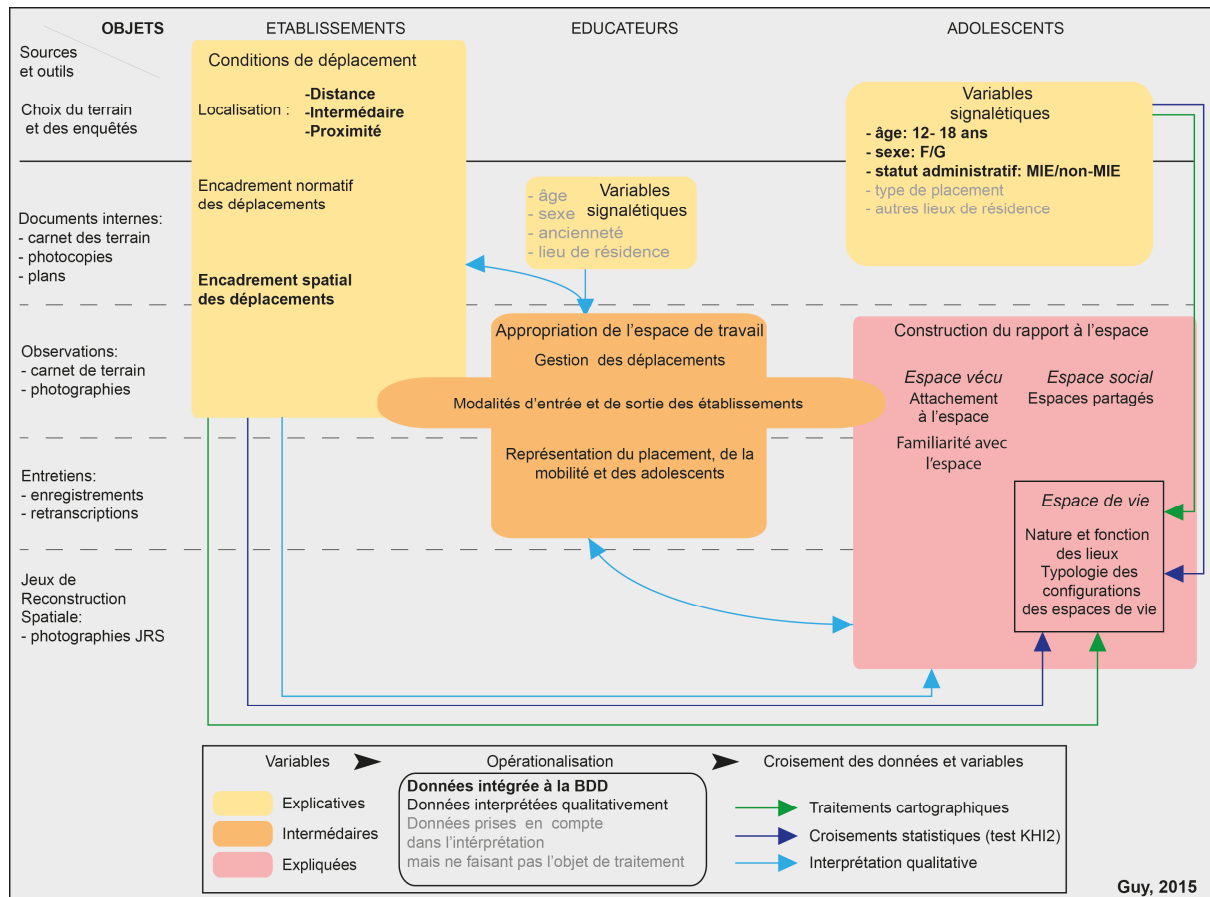 OBJETS
ETABLISSEMENTS
EDUCATEURS
ADOLESCENTS
Sources
et outils
Choix du terrain
et des enquêtés
Conditions de déplacement
Localisation :
-Distance
-Intermédaire
-Proximité
Encadrement normatif
des déplacements
Encadrement spatial
des déplacements
Variables
signalétiques
- âge
- sexe
- ancienneté
- lieu de résidence
Variables
signalétiques
- âge: 12- 18 ans
- sexe: F/G
- statut administratif: MIE/non-MIE
- type de placement
- autres lieux de résidence
Documents internes:
- carnet des terrain
- photocopies
- plans
Observations:
- carnet de terrain
- photographies
Entretiens:
- enregistrements
- retranscriptions
Jeux de
Reconstruction
Spatiale:
- photographies JRS
Appropriation de l'espace de travail
Gestion des déplacements
Modalités d'entrée et de sortie des établissements
Représentation du placement, de la
mobilité et des adolescents
Construction du rapport à l'espace
Espace vécu
Attachement
à l'espace
Familiarité avec
l'espace
Espace social
Espaces partagés
Espace de vie
Nature et fonction
des lieux
Typologie des
configurations
des espaces de vie
Variables
Opérationalisation
Croisement des données et variables
Explicatives
Intermédaires
Expliquées
Données intégrée à la BDD
Données interprétées qualitativement
Données prises en compte
dans l'intérprétation
mais ne faisant pas l'objet de traitement
Traitements cartographiques
Croisements statistiques (test KHI2)
Interprétation qualitative
Guy, 2015